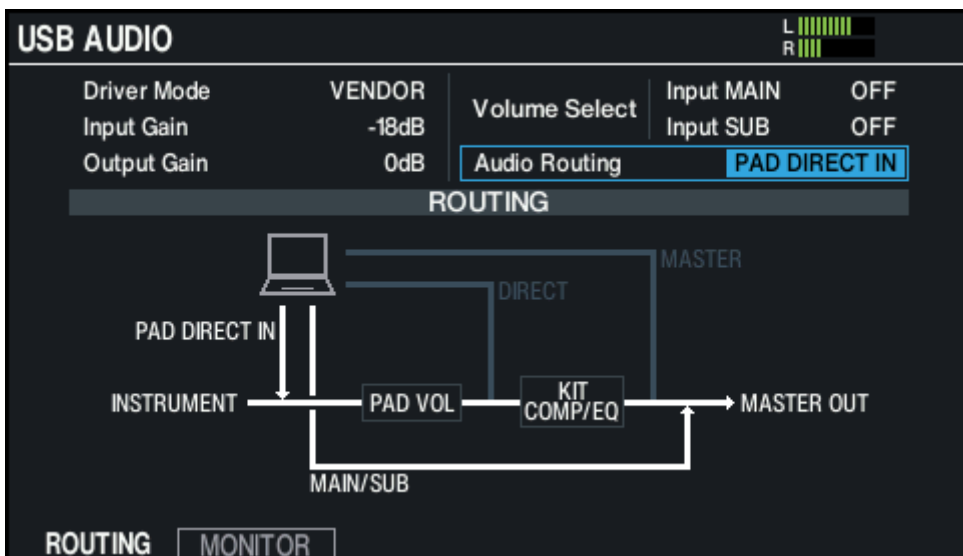 USB AUDIO
L
R
Driver Mode VENDOR
Input Gain -18dB
Output Gain 0dB
Volume Select
Input MAIN OFF
Input SUB OFF
Audio Routing PAD DIRECT IN
ROUTING
MASTER
DIRECT
PAD DIRECT IN
INSTRUMENT
PAD VOL
KIT
COMP/EQ
MASTER OUT
MAIN/SUB
ROUTING MONITOR